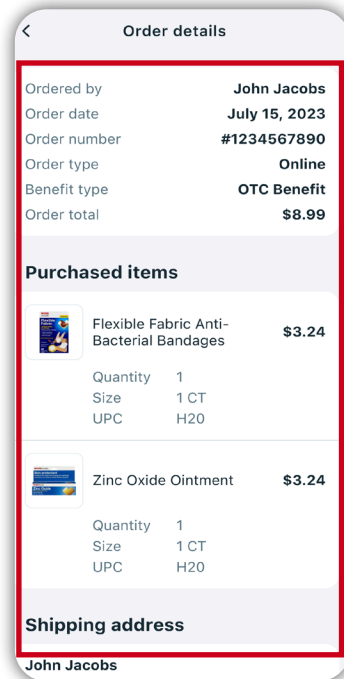 Order details
Ordered by John Jacobs
Order date July 15, 2023
Order number #1234567890
Order type Online
Benefit type OTC Benefit
Order total $8.99
Purchased items
Flexible Fabric Anti-
Bacterial Bandages $3.24
Quantity 1
Size 1 CT
UPC H20
Zinc Oxide Ointment $3.24
Quantity 1
Size 1 CT
UPC H20
Shipping address
John Jacobs